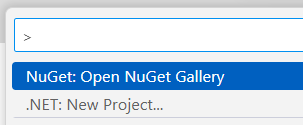 >
NuGet: Open NuGet Gallery
.NET: New Project...